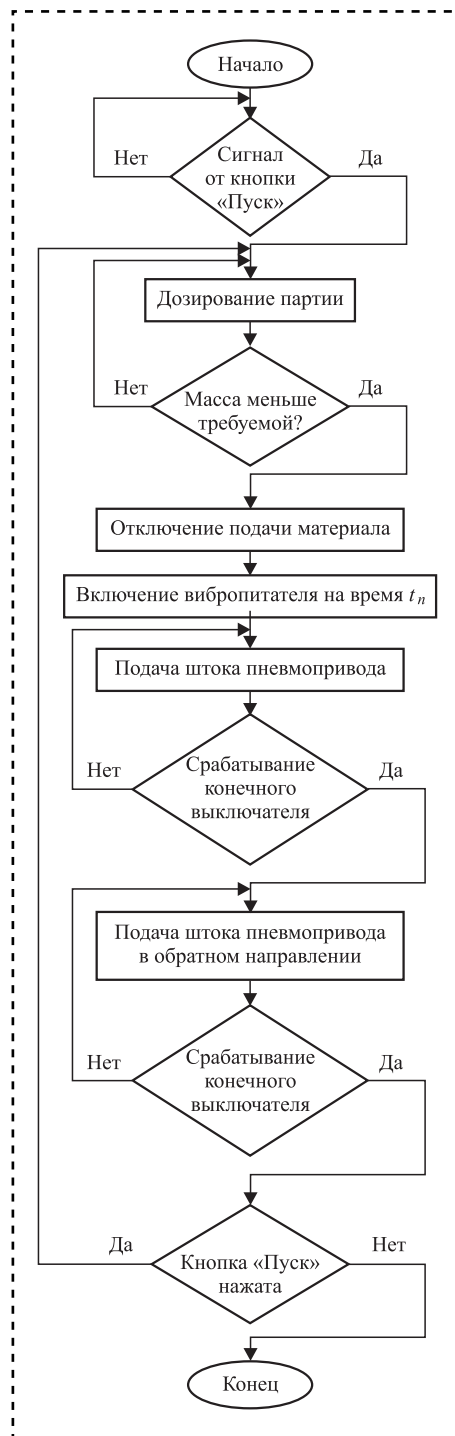 Начало
Нет
Да
Сигнал
от кнопки
«Пуск»
Дозирование партии
Нет
Да
Масса меньше
требуемой?
Отключение подачи материала
Включение вибропитателя на время tn
Подача штока пневмопривода
Нет
Да
Срабатывание
конечного
выключателя
Подача штока пневмопривода
в обратном направлении
Нет
Да
Срабатывание
конечного
выключателя
Да
Нет
Кнопка «Пуск»
нажата
Конец